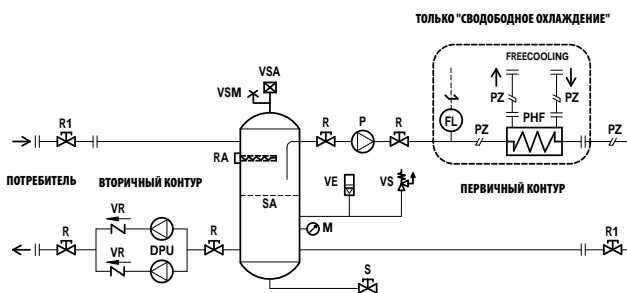 ТОЛЬКО "СВОДОБНОЕ ОХЛАЖДЕНИЕ"
FREECOOLING
VSA
VSM
R1
R
P
R
FL
PZ
PZ
PZ
PHF
PZ
RA
ПОТРЕБИТЕЛЬ
ВТОРИЧНЫЙ КОНТУР
SA
VE
VS
ПЕРВИЧНЫЙ КОНТУР
M
R
VR
VR
DPU
R
R1
S